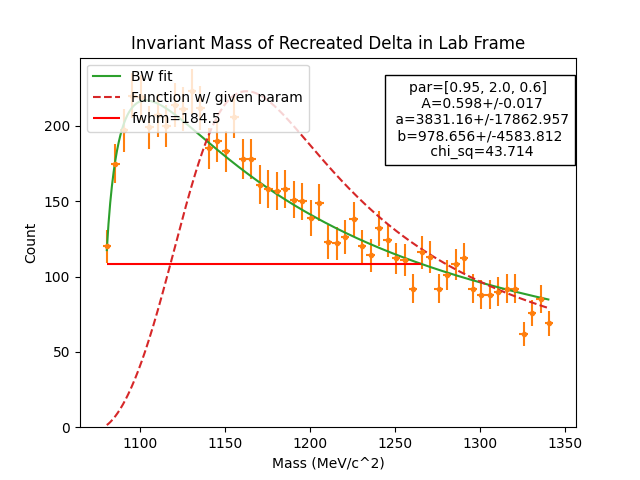 Invariant Mass of Recreated Delta in Lab Frame
BW fit
Function w/ given param
fwhm=184.5
par=[0.95, 2.0, 0.6]
A=0.598+/-0.017
a=3831.16+/-17862.957
b=978.656+/-4583.812
chi_sq=43.714
Count
200
150
100
50
0
1100
1150
1200
1250
1300
1350
Mass (MeV/c^2)